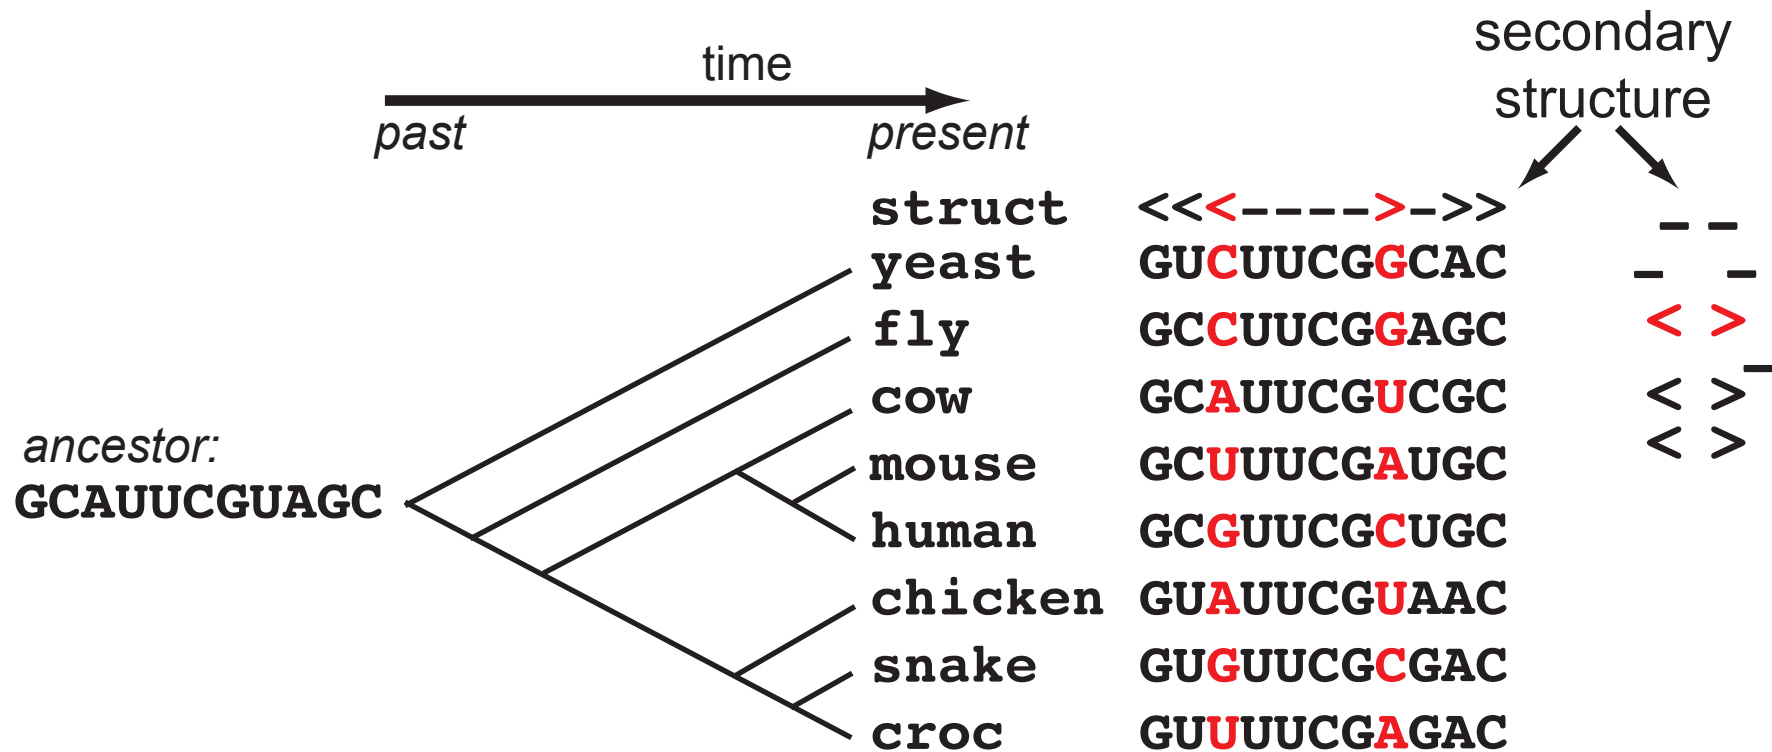 secondary
structure
time
past present
struct <<<----->->>
yeast GUCUUCGGCAC
fly GCCUUCGGAGC
cow GCAUUCGUCGC
mouse GCUUUCGAUGC
human GCGUUCGCUGC
chicken GUAUUCGUAAC
snake GUGUUCGCGAC
croc GUUUUCGAGAC
ancestor:
GCAUUCGUAGC
- -
- -
< >
-
< >
< >